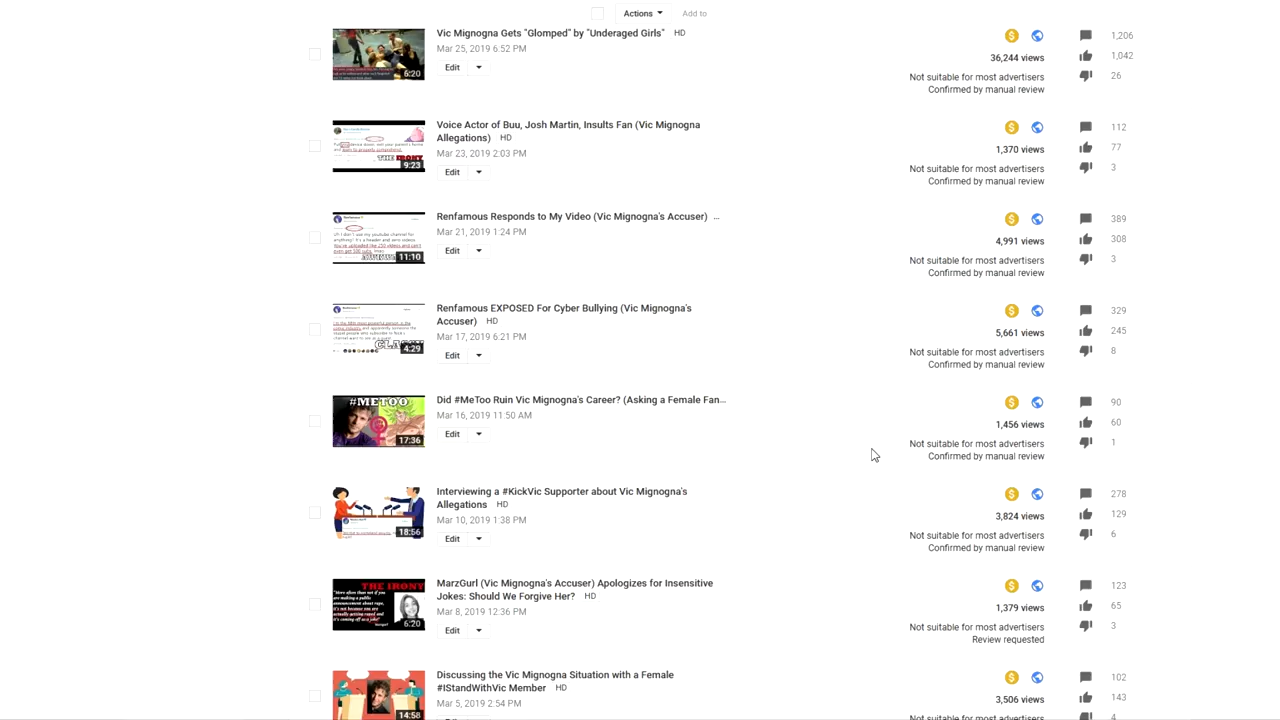 Actions
Add to
Vic Mignogna Gets "Glomped" by "Underaged Girls" HD
Mar 25, 2019 6:52 PM
Edit
6:20
36,244 views
Not suitable for most advertisers
Confirmed by manual review
1,206
1,042
26
Voice Actor of Buu, Josh Martin, Insults Fan (Vic Mignogna
Allegations) HD
Mar 23, 2019 2:03 PM
Edit
THE IRONY
9:23
1,370 views
Not suitable for most advertisers
Confirmed by manual review
112
77
3
Renfamous Responds to My Video (Vic Mignogna's Accuser) ...
Mar 21, 2019 1:24 PM
Edit
11:10
4,991 views
Not suitable for most advertisers
Confirmed by manual review
389
308
3
Renfamous EXPOSED For Cyber Bullying (Vic Mignogna's
Accuser) HD
Mar 17, 2019 6:21 PM
Edit
4:29
5,661 views
Not suitable for most advertisers
Confirmed by manual review
329
245
8
#METOO
Did #MeToo Ruin Vic Mignogna's Career? (Asking a Female Fan...
Mar 16, 2019 11:50 AM
Edit
17:36
1,456 views
Not suitable for most advertisers
Confirmed by manual review
90
60
1
Interviewing a #KickVic Supporter about Vic Mignogna's
Allegations HD
Mar 10, 2019 1:38 PM
Edit
18:56
3,824 views
Not suitable for most advertisers
Confirmed by manual review
278
129
6
THE IRONY
MarzGurl (Vic Mignogna's Accuser) Apologizes for Insensitive
Jokes: Should We Forgive Her? HD
Mar 8, 2019 12:36 PM
Edit
6:20
1,379 views
Not suitable for most advertisers
Review requested
123
65
3
Discussing the Vic Mignogna Situation with a Female
#IStandWithVic Member HD
Mar 5, 2019 2:54 PM
14:58
3,506 views
Not suitable for most advertisers
102
143
4